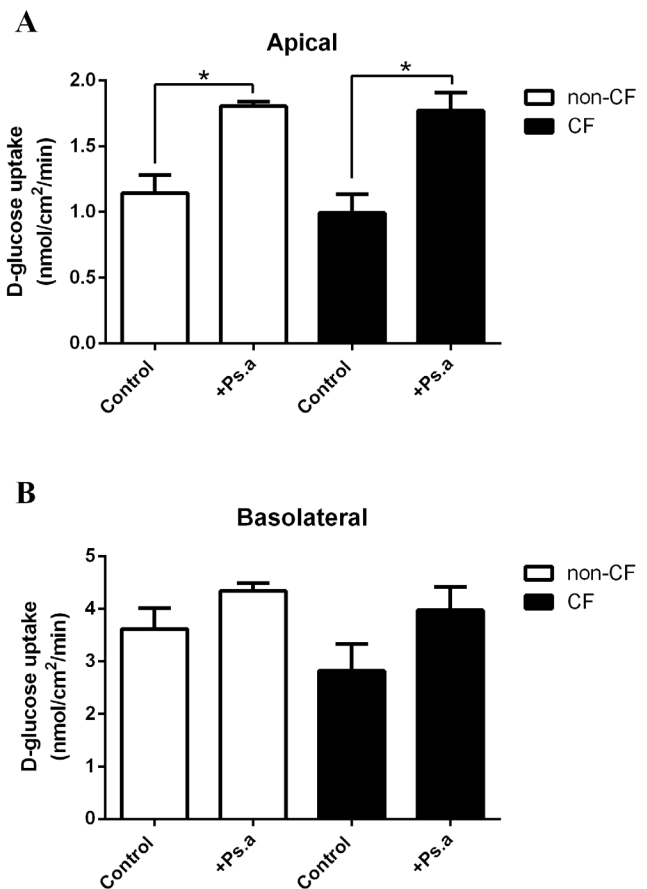 A
Apical
D-glucose uptake
(nmol/cm²/min)
2.0
1.5
1.0
0.5
0.0
*
*
non-CF
CF
Control
+Ps.a
Control
+Ps.a
B
Basolateral
D-glucose uptake
(nmol/cm²/min)
5
4
3
2
1
0
non-CF
CF
Control
+Ps.a
Control
+Ps.a